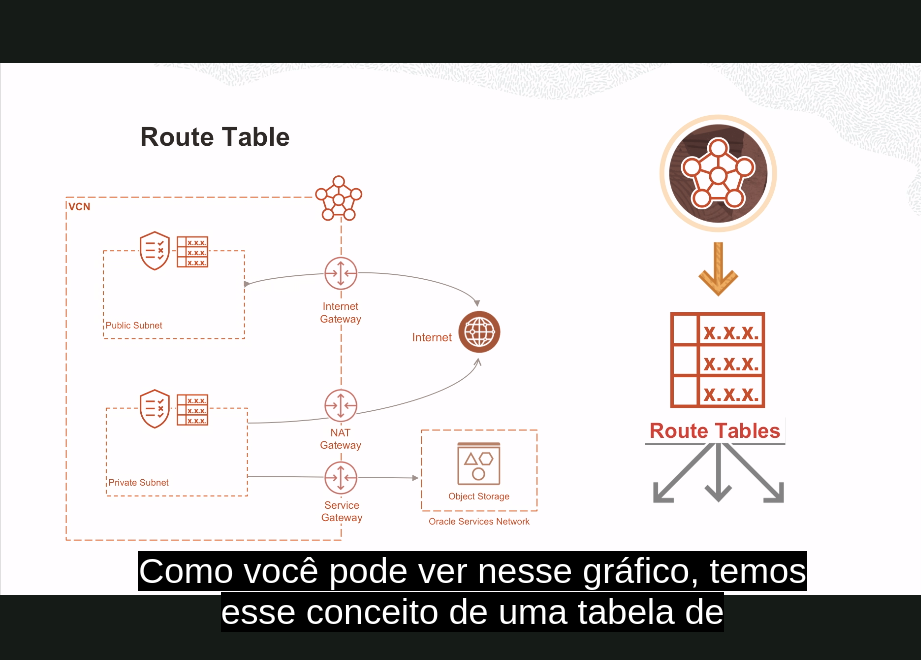 Route Table
VCN
x.x.x.
x.x.x.
x.x.x.
Public Subnet
Internet
Gateway
Internet
x.x.x.
x.x.x.
x.x.x.
Private Subnet
NAT
Gateway
Service
Gateway
Object Storage
Oracle Services Network
x.x.x.
x.x.x.
x.x.x.
Route Tables
Como você pode ver nesse gráfico, temos
esse conceito de uma tabela de